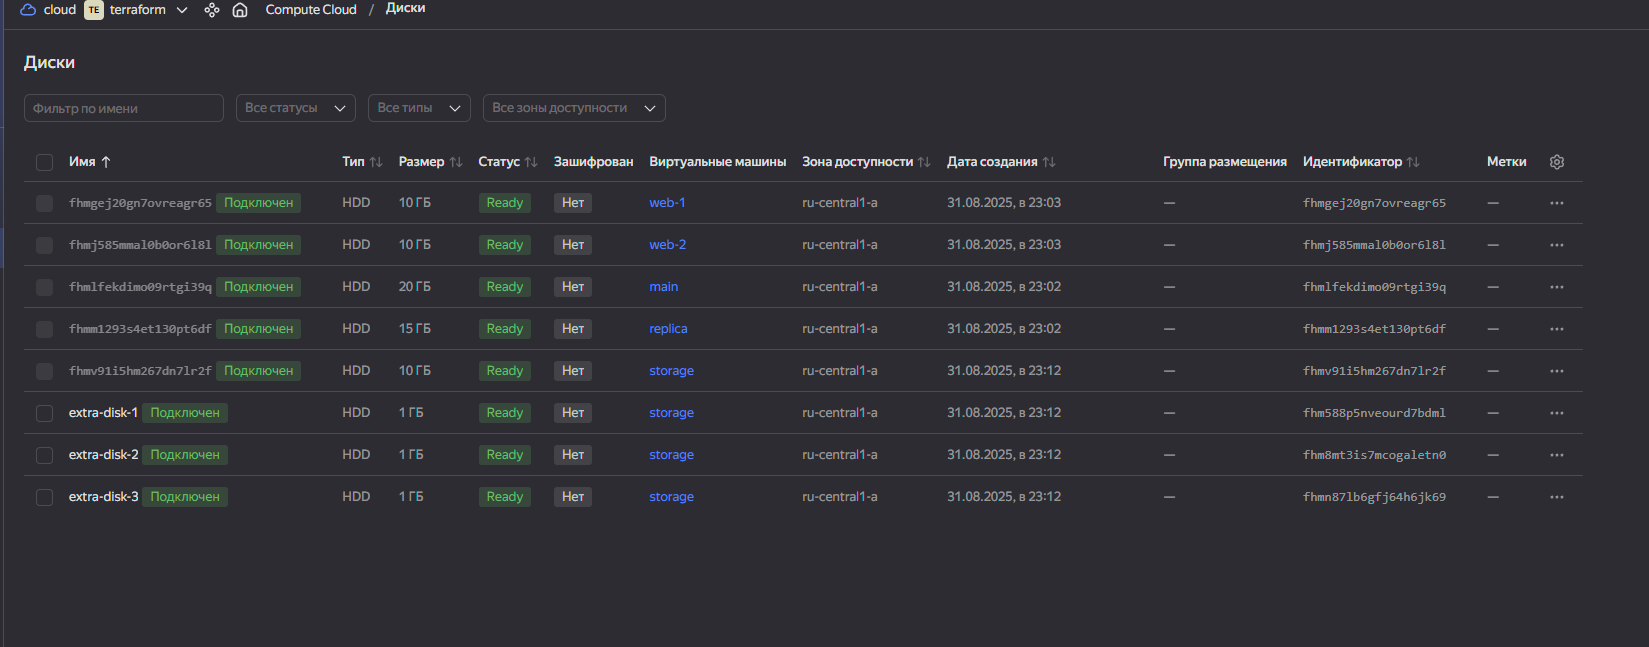 cloud TE terraform Compute Cloud / Диски
Диски
Фильтр по имени Все статусы Все типы Все зоны доступности
Имя Тип Размер Статус Зашифрован Виртуальные машины Зона доступности Дата создания Группа размещения Идентификатор Метки
fhmgej20gn7ovreagr65 Подключен HDD 10 ГБ Ready Нет web-1 ru-central1-a 31.08.2025, в 23:03 — fhmgej20gn7ovreagr65 —
fhmj585mmal0b0or6l8l Подключен HDD 10 ГБ Ready Нет web-2 ru-central1-a 31.08.2025, в 23:03 — fhmj585mmal0b0or6l8l —
fhmlfekdimo09rtgi39q Подключен HDD 20 ГБ Ready Нет main ru-central1-a 31.08.2025, в 23:02 — fhmlfekdimo09rtgi39q —
fhmm1293s4et130pt6df Подключен HDD 15 ГБ Ready Нет replica ru-central1-a 31.08.2025, в 23:02 — fhmm1293s4et130pt6df —
fhmv91i5hm267dn7lr2f Подключен HDD 10 ГБ Ready Нет storage ru-central1-a 31.08.2025, в 23:12 — fhmv91i5hm267dn7lr2f —
extra-disk-1 Подключен HDD 1 ГБ Ready Нет storage ru-central1-a 31.08.2025, в 23:12 — fhm588p5nveourd7bdml —
extra-disk-2 Подключен HDD 1 ГБ Ready Нет storage ru-central1-a 31.08.2025, в 23:12 — fhm8mt3is7mcogaletn0 —
extra-disk-3 Подключен HDD 1 ГБ Ready Нет storage ru-central1-a 31.08.2025, в 23:12 — fhmn87lb6gfj64h6jk69 —